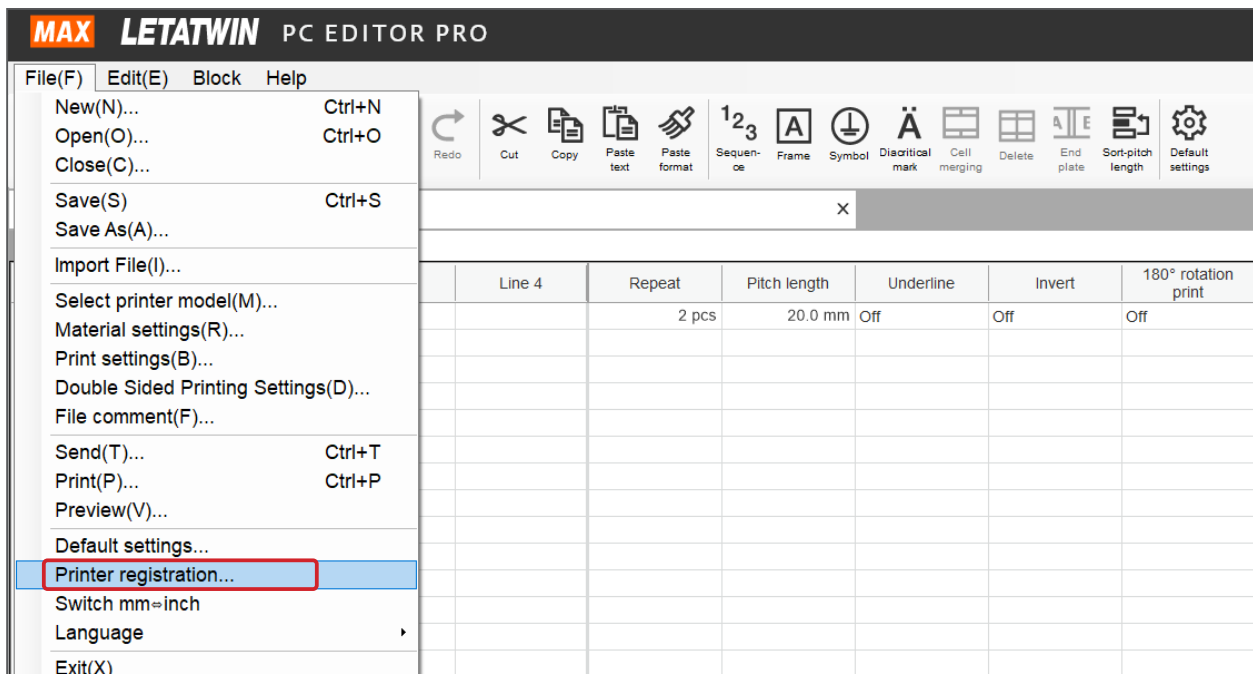 MAX LETATWIN PC EDITOR PRO
File(F) Edit(E) Block Help
New(N)... Ctrl+N
Open(O)... Ctrl+O
Close(C)...
Save(S) Ctrl+S
Save As(A)...
Import File(I)...
Select printer model(M)...
Material settings(R)...
Print settings(B)...
Double Sided Printing Settings(D)...
File comment(F)...
Send(T)... Ctrl+T
Print(P)... Ctrl+P
Preview(V)...
Default settings...
Printer registration...
Switch mm⇔inch
Language
Exit(X)
Redo
Cut
Copy
Paste
text
Paste
format
123
Sequen-
ce
A
Frame
Symbol
Ä
Diacritical
mark
Cell
merging
Delete
A E
End
plate
Sort-pitch
length
Default
settings
Line 4 Repeat Pitch length Underline Invert 180° rotation
print
2 pcs 20.0 mm Off Off Off